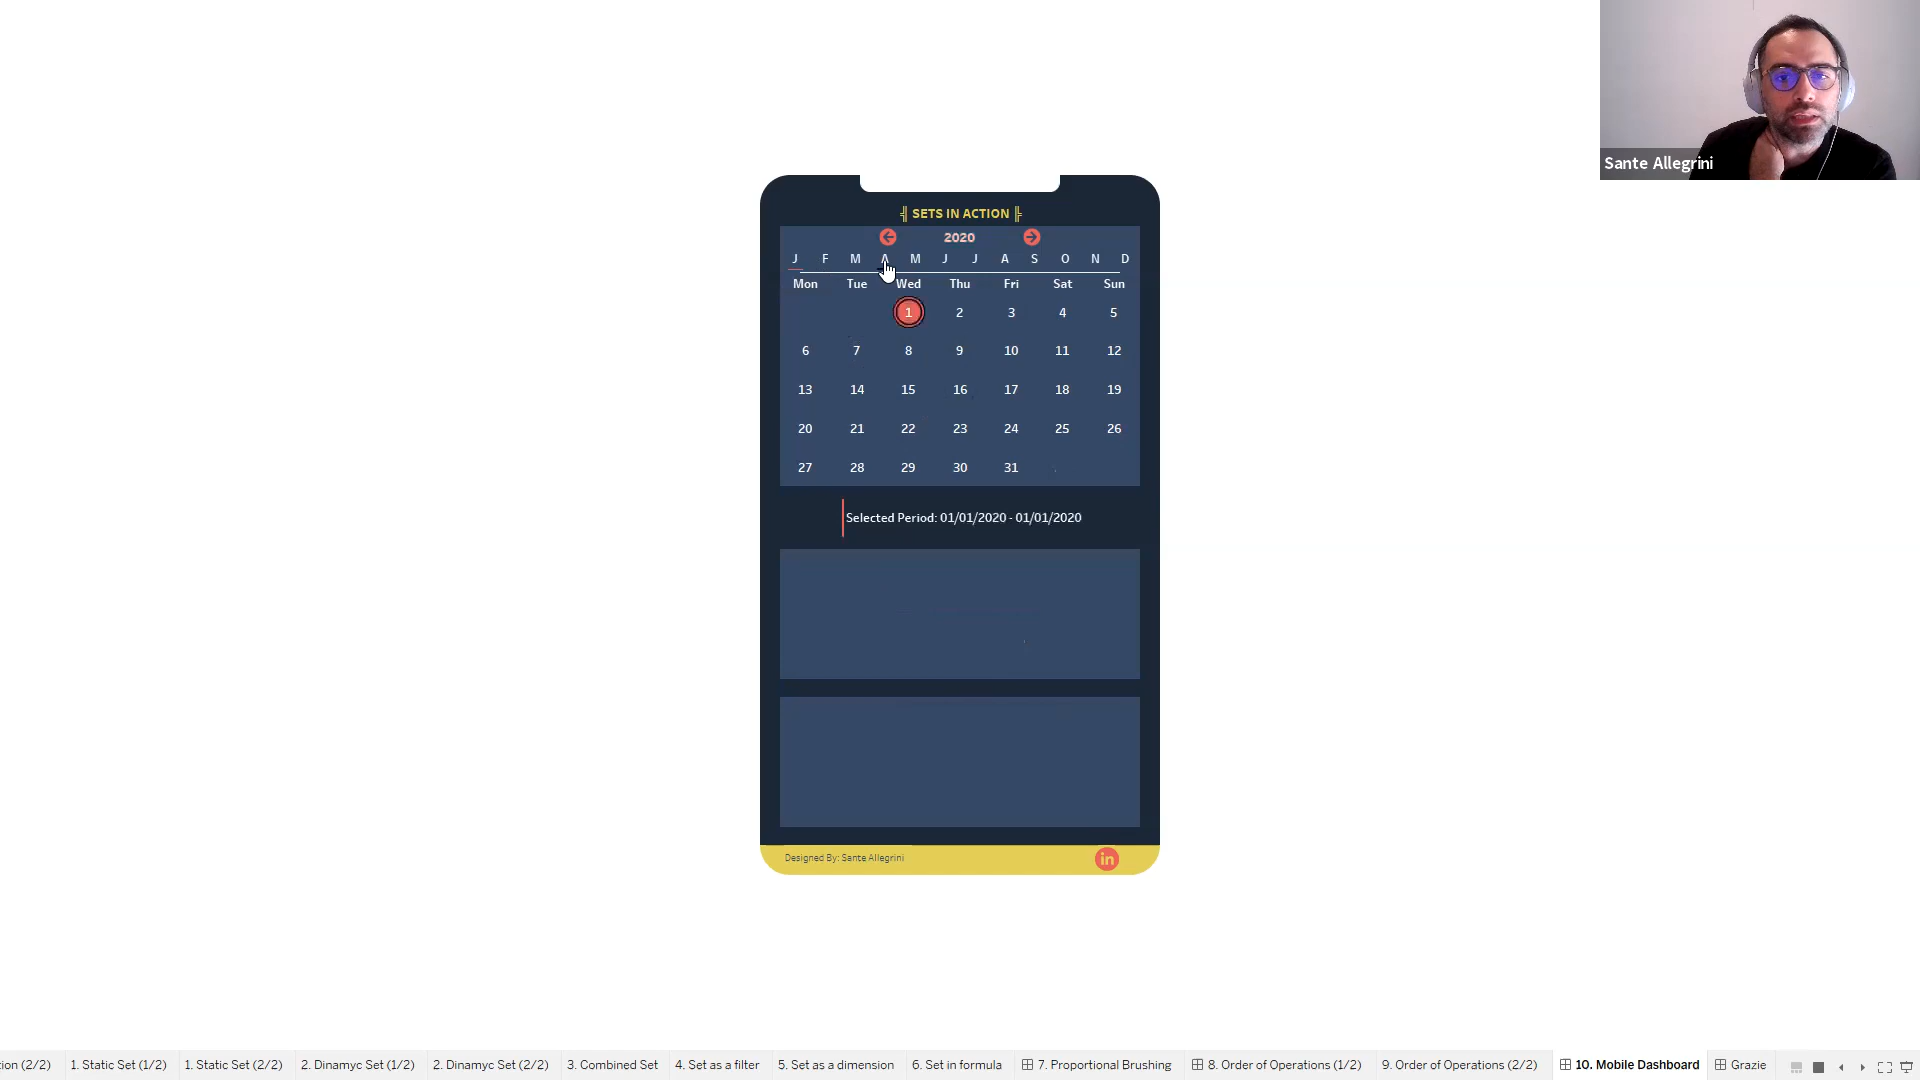 Sante Allegrini
SETS IN ACTION
2020
J F M A M J J A S O N D
Mon Tue Wed Thu Fri Sat Sun
1 2 3 4 5
6 7 8 9 10 11 12
13 14 15 16 17 18 19
20 21 22 23 24 25 26
27 28 29 30 31
Selected Period: 01/01/2020 - 01/01/2020
Designed By: Sante Allegrini
in
ion (2/2) 1. Static Set (1/2) 1. Static Set (2/2) 2. Dinamyc Set (1/2) 2. Dinamyc Set (2/2) 3. Combined Set 4. Set as a filter 5. Set as a dimension 6. Set in formula 7. Proportional Brushing 8. Order of Operations (1/2) 9. Order of Operations (2/2) 10. Mobile Dashboard Grazie